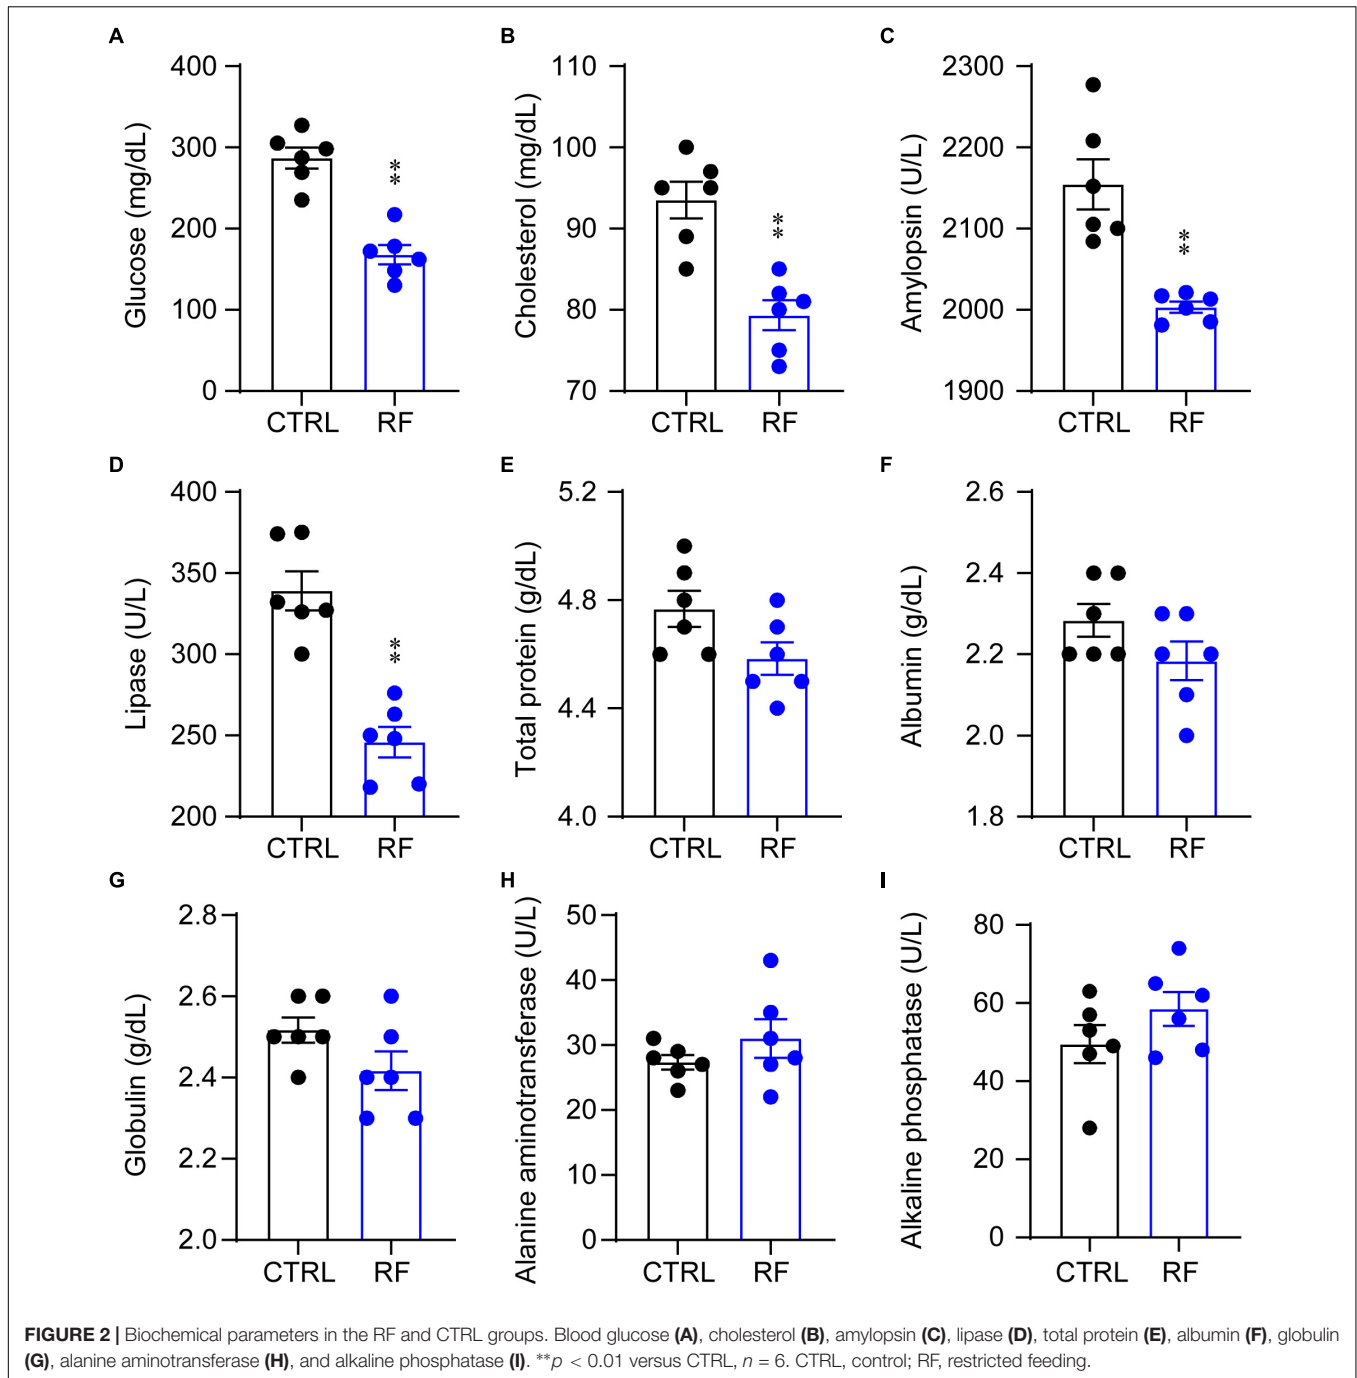 A
B
C
400
300
200
100
0
Glucose (mg/dL)
**
CTRL
RF
110
100
90
80
70
Cholesterol (mg/dL)
**
CTRL
RF
2300
2200
2100
2000
1900
Amylopsin (U/L)
**
CTRL
RF
D
E
F
400
350
300
250
200
Lipase (U/L)
**
CTRL
RF
5.2
4.8
4.4
4.0
Total protein (g/dL)
CTRL
RF
2.6
2.4
2.2
2.0
1.8
Albumin (g/dL)
CTRL
RF
G
H
I
2.8
2.6
2.4
2.2
2.0
Globulin (g/dL)
CTRL
RF
50
40
30
20
10
0
Alanine aminotransferase (U/L)
CTRL
RF
80
60
40
20
0
Alkaline phosphatase (U/L)
CTRL
RF
FIGURE 2 | Biochemical parameters in the RF and CTRL groups. Blood glucose (A), cholesterol (B), amylopsin (C), lipase (D), total protein (E), albumin (F), globulin
(G), alanine aminotransferase (H), and alkaline phosphatase (I). **p < 0.01 versus CTRL, n = 6. CTRL, control; RF, restricted feeding.